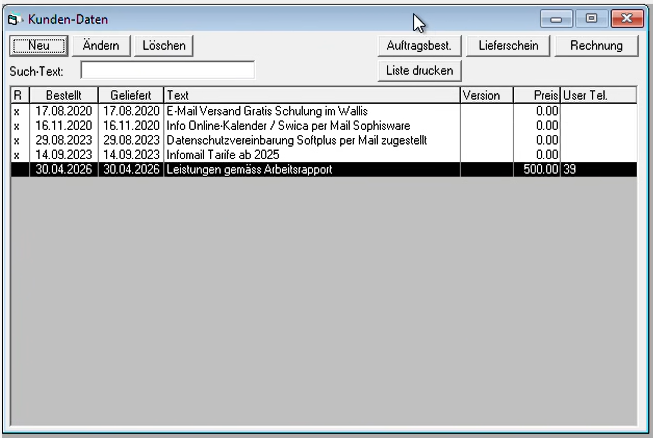 Kunden-Daten
Neu Ändern Löschen Auftragsbest. Lieferschein Rechnung
Such-Text: Liste drucken
R Bestellt Geliefert Text Version Preis User Tel.
x 17.08.2020 17.08.2020 E-Mail Versand Gratis Schulung im Wallis 0.00
x 16.11.2020 16.11.2020 Info Online-Kalender / Swica per Mail Sophisware 0.00
x 29.08.2023 29.08.2023 Datenschutzvereinbarung Softplus per Mail zugestellt 0.00
x 14.09.2023 14.09.2023 Infomail Tarife ab 2025 0.00
30.04.2026 30.04.2026 Leistungen gemäss Arbeitsrapport 500.00 39